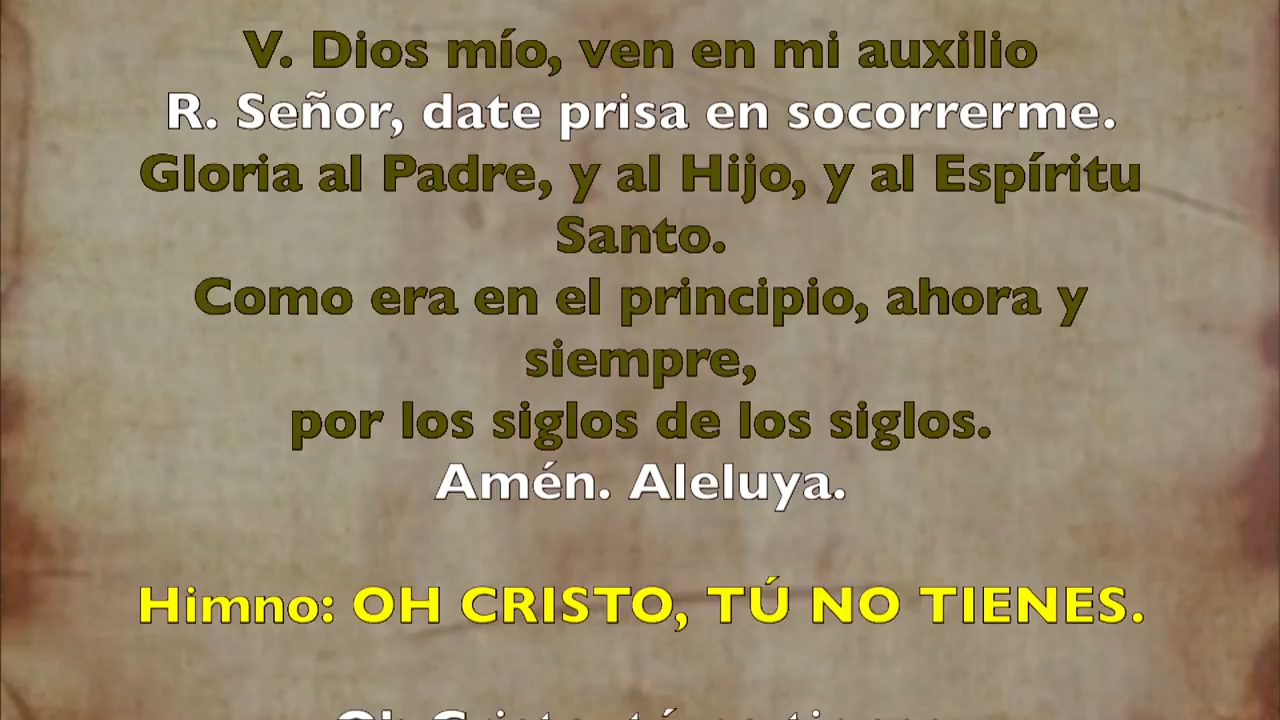 V. Dios mío, ven en mi auxilio
R. Señor, date prisa en socorrerme.
Gloria al Padre, y al Hijo, y al Espíritu
Santo.
Como era en el principio, ahora y
siempre,
por los siglos de los siglos.
Amén. Aleluya.
Himno: OH CRISTO, TÚ NO TIENES.